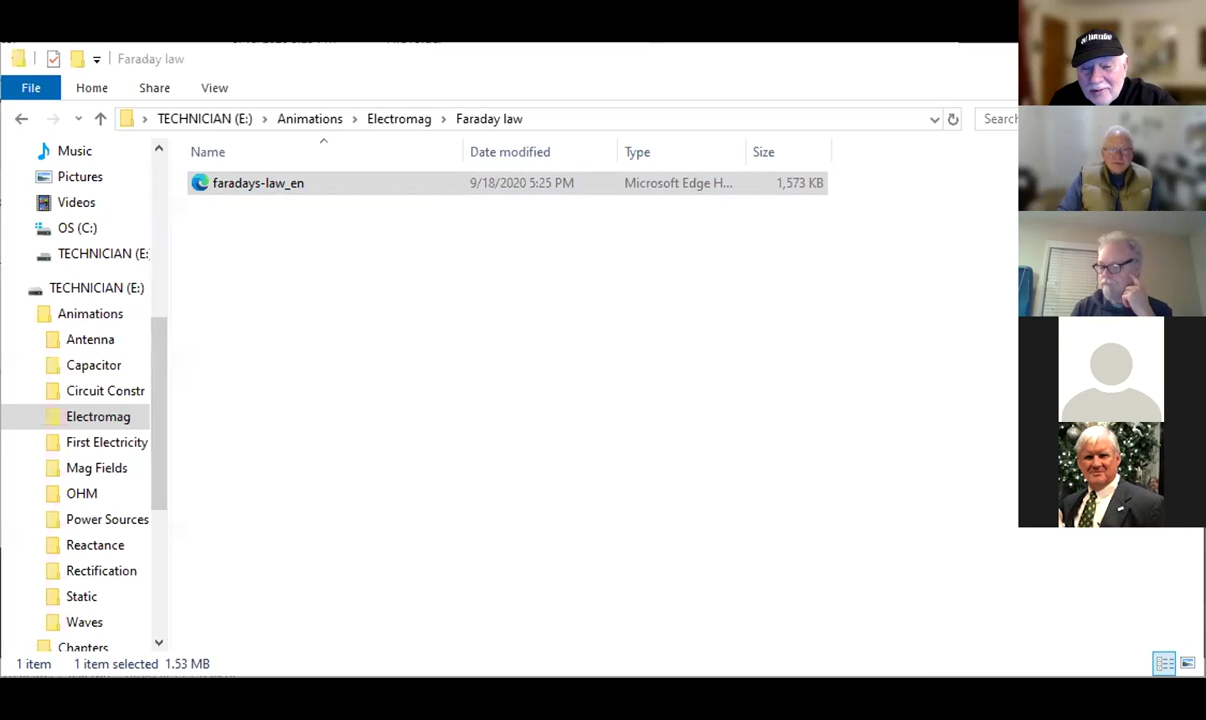 Faraday law
File Home Share View
TECHNICIAN (E:) Animations Electromag Faraday law
Search
Name Date modified Type Size
faradays-law_en 9/18/2020 5:25 PM Microsoft Edge H... 1,573 KB
Music
Pictures
Videos
OS (C:)
TECHNICIAN (E:
TECHNICIAN (E:)
Animations
Antenna
Capacitor
Circuit Constr
Electromag
First Electricity
Mag Fields
OHM
Power Sources
Reactance
Rectification
Static
Waves
Chapters
1 item 1 item selected 1.53 MB